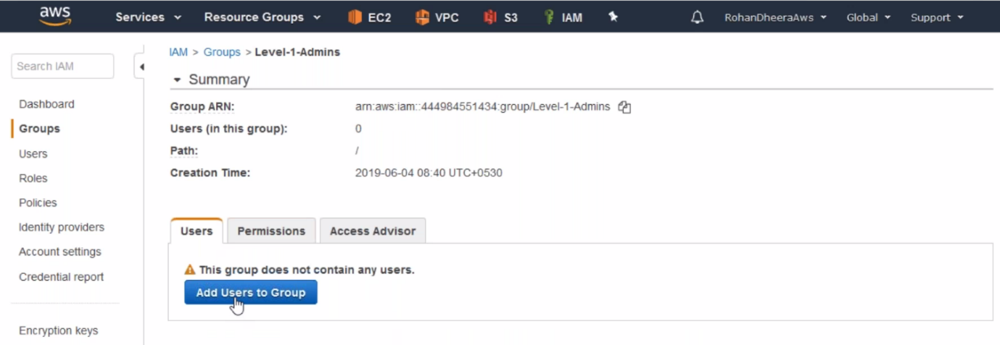 aws Services Resource Groups EC2 VPC S3 IAM RohanDheeraAws Global Support
Search IAM
Dashboard
Groups
Users
Roles
Policies
Identity providers
Account settings
Credential report
Encryption keys
IAM > Groups > Level-1-Admins
Summary
Group ARN: arn:aws:iam::444984551434:group/Level-1-Admins
Users (in this group): 0
Path: /
Creation Time: 2019-06-04 08:40 UTC+0530
Users Permissions Access Advisor
This group does not contain any users.
Add Users to Group